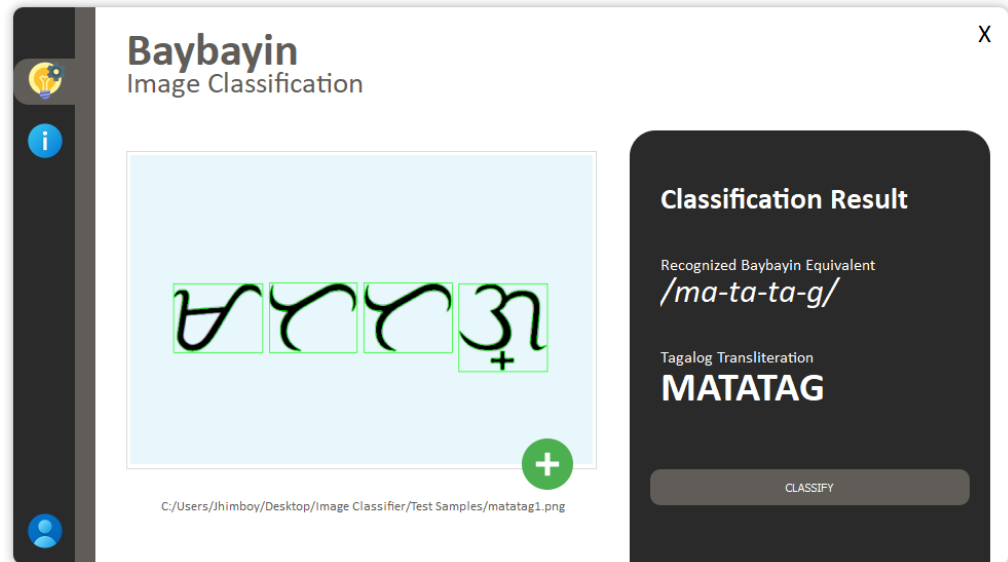 X
Baybayin
Image Classification
i
ᜋᜆᜆᜄ᜔
C:/Users/Jhimboy/Desktop/Image Classifier/Test Samples/matatag1.png
Classification Result
Recognized Baybayin Equivalent
/ma-ta-ta-g/
Tagalog Transliteration
MATATAG
CLASSIFY